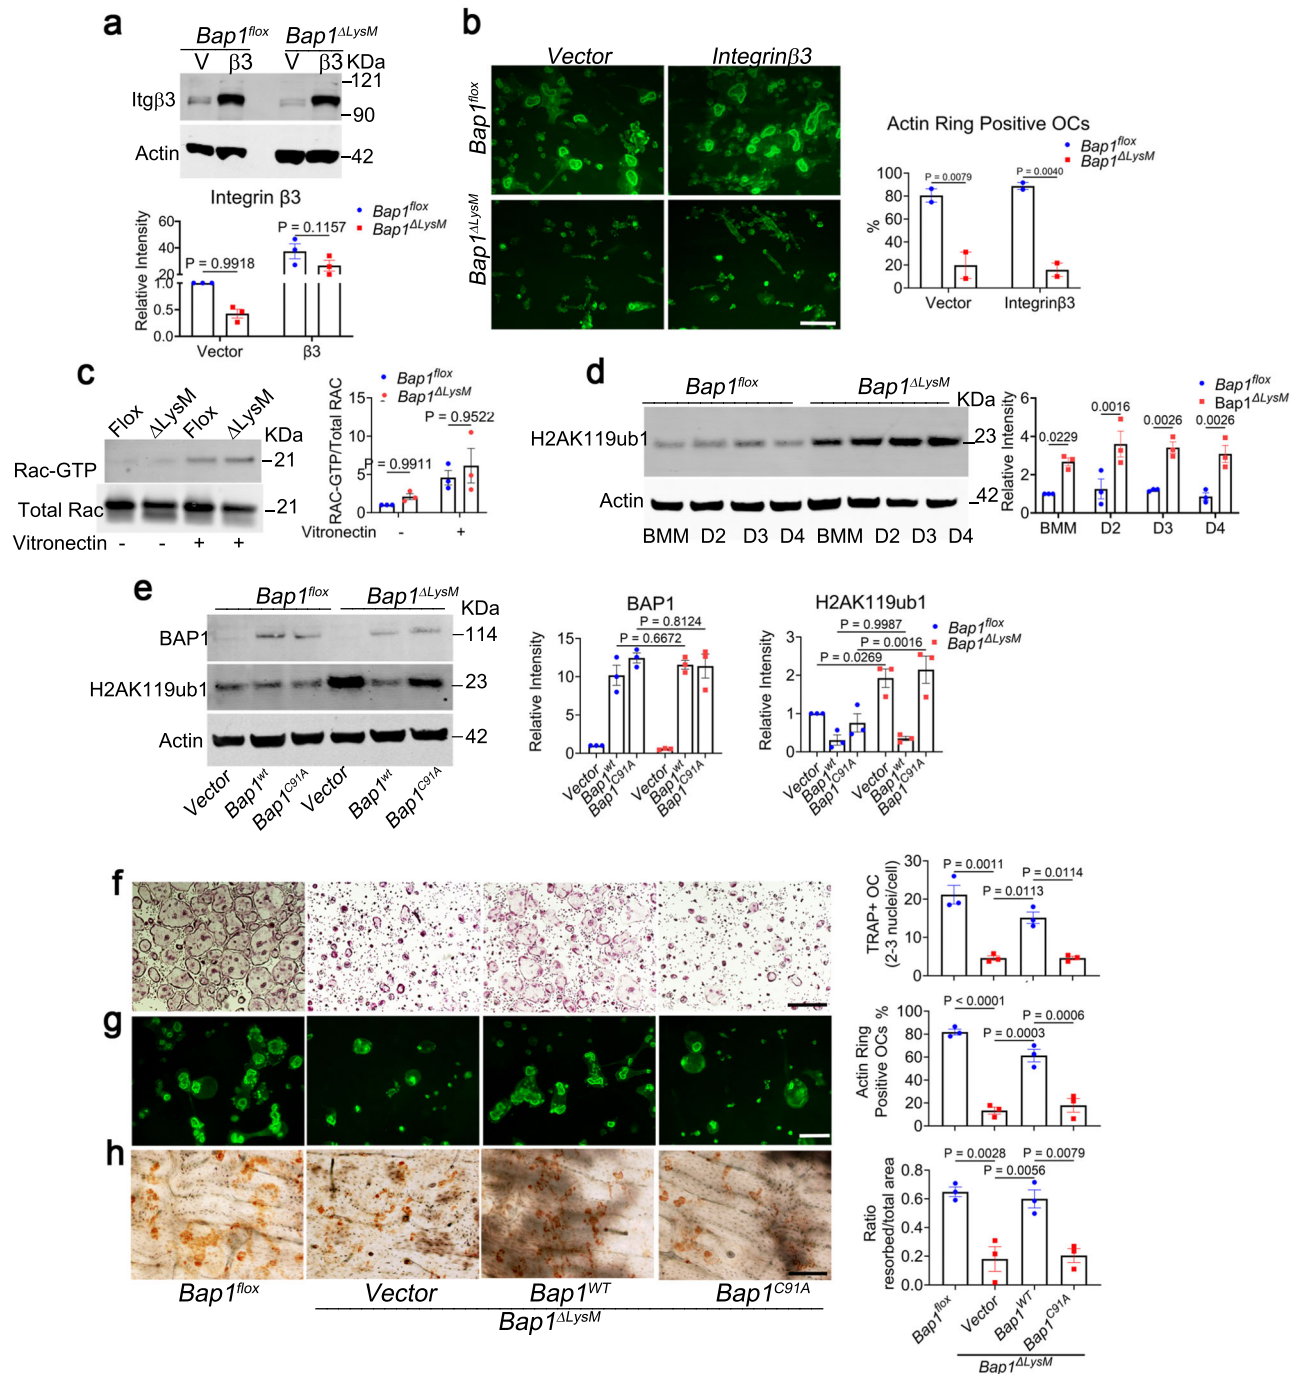 a
Bap1flox Bap1ΔLysM
V β3 V β3 KDa
Itgβ3
–121
–90
Actin
–42
Integrin β3
Bap1flox
Bap1ΔLysM
Relative Intensity
60
40
20
1.0
0.5
0.0
P = 0.9918
P = 0.1157
Vector β3
b
Vector Integrinβ3
Bap1flox
Bap1ΔLysM
Actin Ring Positive OCs
Bap1flox
Bap1ΔLysM
P = 0.0079 P = 0.0040
%
100
80
60
40
20
0
Vector Integrinβ3
c
Flox ΔLysM Flox ΔLysM
KDa
Rac-GTP
–21
Total Rac
–21
Vitronectin - - + +
Bap1flox
Bap1ΔLysM
RAC-GTP/Total RAC
15
10
5
0
P = 0.9911
P = 0.9522
Vitronectin - +
d
Bap1flox Bap1ΔLysM
KDa
H2AK119ub1
–23
Actin
–42
BMM D2 D3 D4 BMM D2 D3 D4
Bap1flox
Bap1ΔLysM
Relative Intensity
6
4
2
0
0.0229 0.0016 0.0026 0.0026
BMM D2 D3 D4
e
Bap1flox Bap1ΔLysM
KDa
BAP1
–114
H2AK119ub1
–23
Actin
–42
Vector Bap1wt Bap1C91A Vector Bap1wt Bap1C91A
BAP1
P = 0.8124
P = 0.6672
Relative Intensity
15
10
5
0
Vector Bap1wt Bap1C91A Vector Bap1wt Bap1C91A
H2AK119ub1
Bap1flox
Bap1ΔLysM
P = 0.9987
P = 0.0016
P = 0.0269
Relative Intensity
3
2
1
0
Vector Bap1wt Bap1C91A Vector Bap1wt Bap1C91A
f
TRAP+ OC
(2-3 nuclei/cell)
30
20
10
0
P = 0.0011
P = 0.0113
P = 0.0114
g
Actin Ring
Positive OCs %
100
80
60
40
20
0
P < 0.0001
P = 0.0003
P = 0.0006
h
Ratio
resorbed/total area
0.8
0.6
0.4
0.2
0.0
P = 0.0028
P = 0.0056
P = 0.0079
Bap1flox Vector Bap1WT Bap1C91A
Bap1ΔLysM
Bap1flox Vector Bap1WT Bap1C91A
Bap1ΔLysM